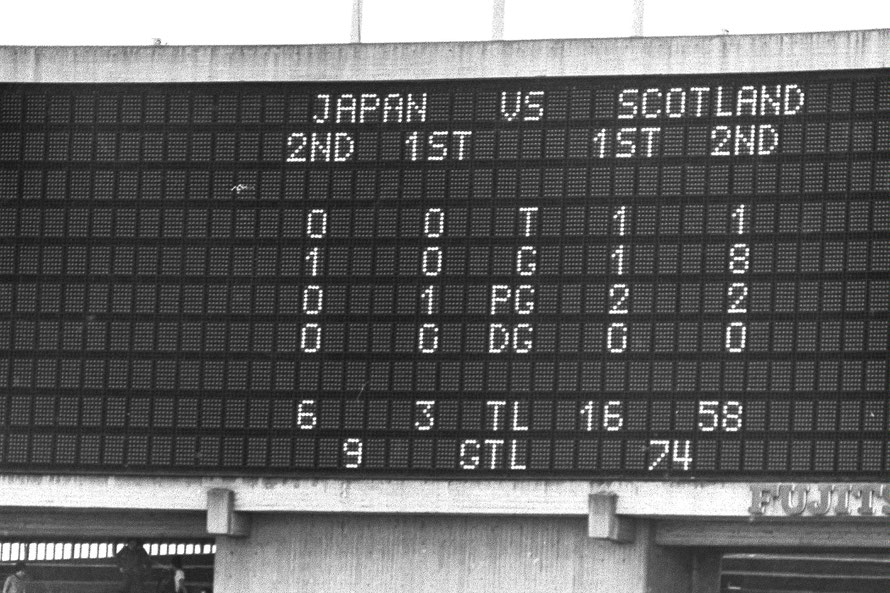 JAPAN VS SCOTLAND
2ND 1ST 1ST 2ND
0 0 T 1 1
1 0 G 1 8
0 1 PG 2 2
0 0 DG 0 0
6 3 TL 16 58
9 GTL 74
FUJITS